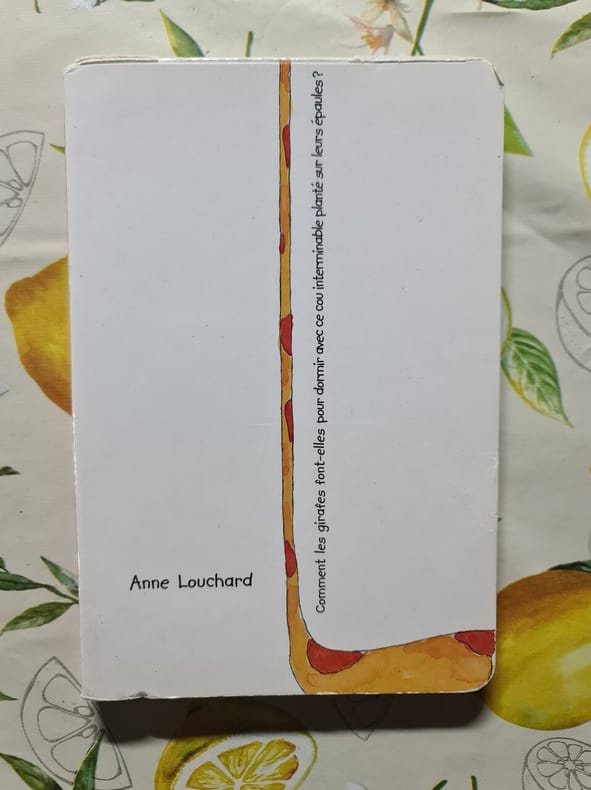 Comment les girafes font-elles pour dormir avec ce cou interminable planté sur leurs épaules ?
Anne Louchard